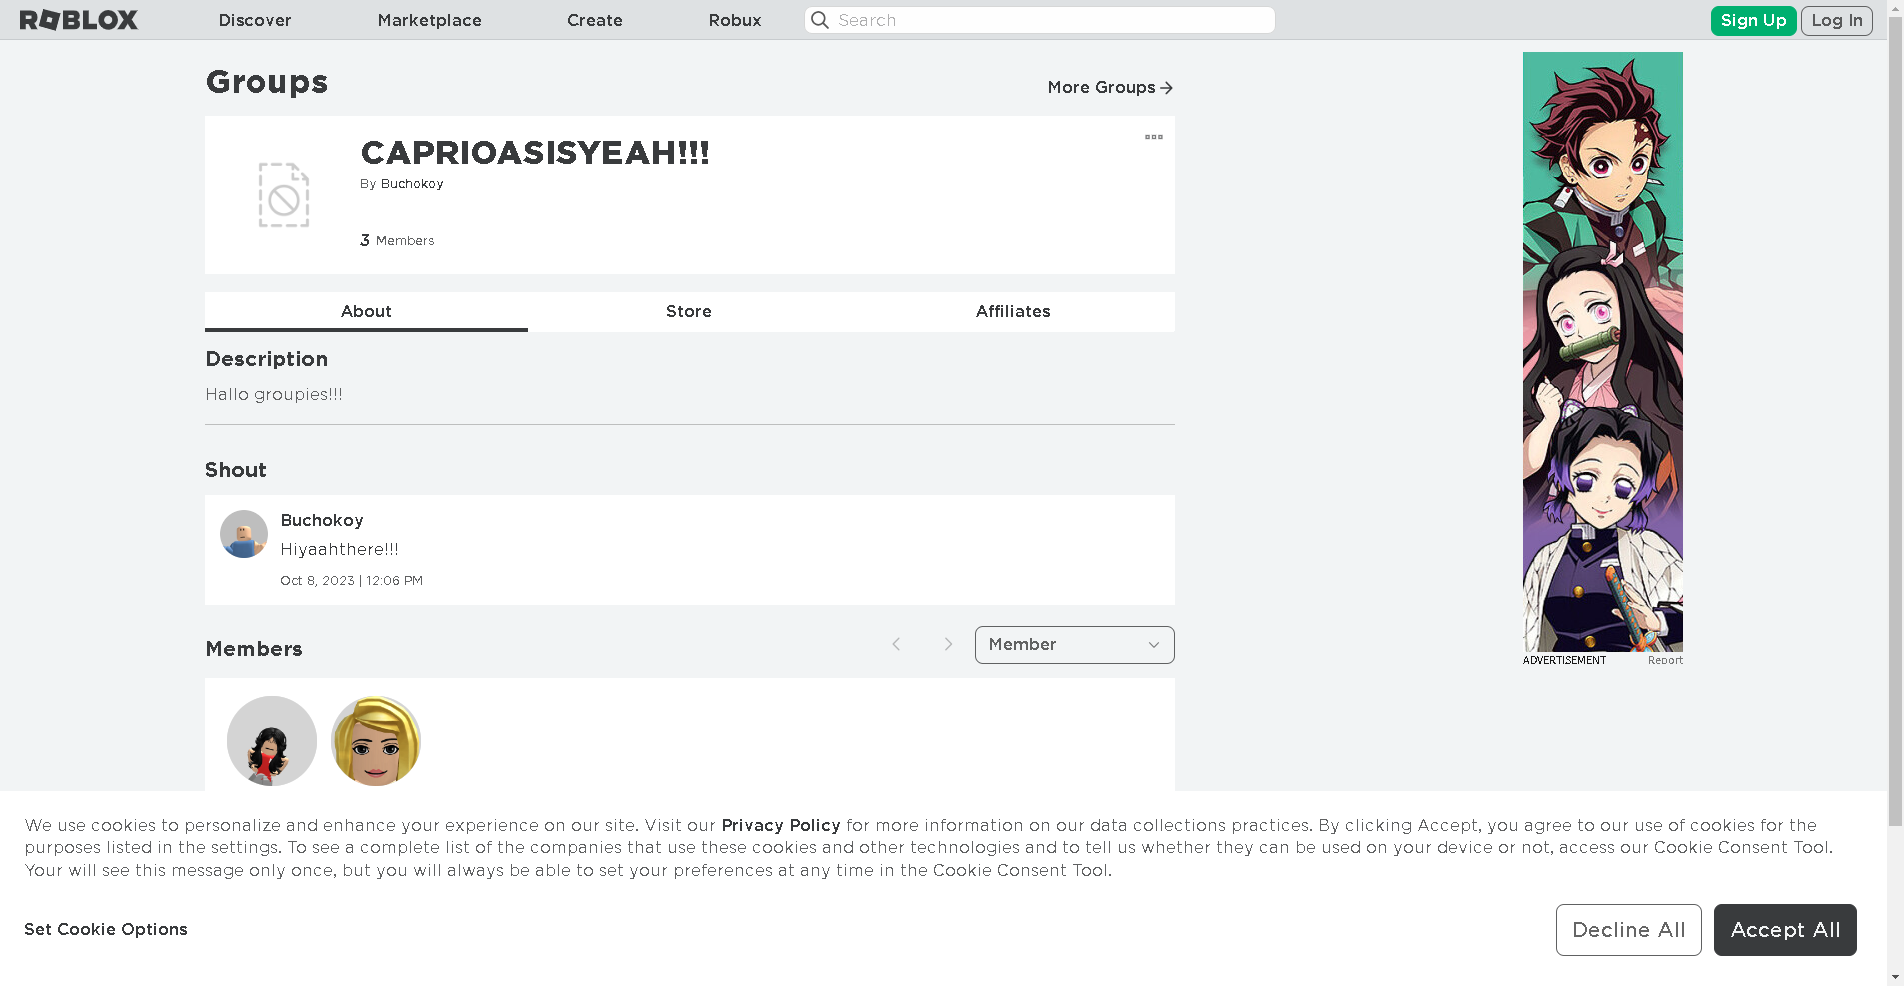 ROBLOX Discover Marketplace Create Robux Search Sign Up Log In
Groups
More Groups
CAPRIOASISYEAH!!!
By Buchokoy
3 Members
About Store Affiliates
Description
Hallo groupies!!!
Shout
Buchokoy
Hiyaahthere!!!
Oct 8, 2023 | 12:06 PM
Members
Member
ADVERTISEMENT Report
We use cookies to personalize and enhance your experience on our site. Visit our Privacy Policy for more information on our data collections practices. By clicking Accept, you agree to our use of cookies for the
purposes listed in the settings. To see a complete list of the companies that use these cookies and other technologies and to tell us whether they can be used on your device or not, access our Cookie Consent Tool.
Your will see this message only once, but you will always be able to set your preferences at any time in the Cookie Consent Tool.
Set Cookie Options
Decline All Accept All